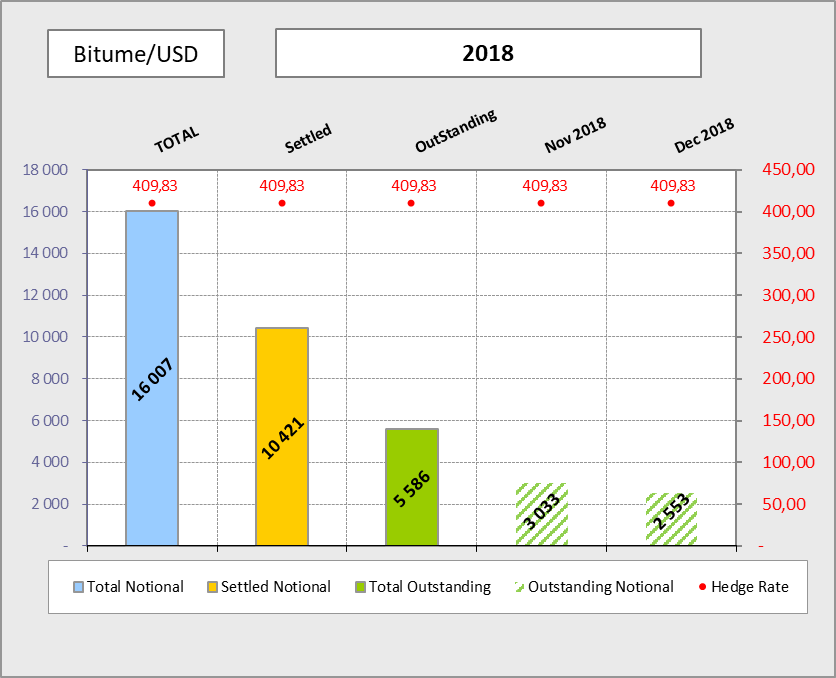 Bitume/USD
2018
TOTAL
Settled
OutStanding
Nov 2018
Dec 2018
18 000
16 000
14 000
12 000
10 000
8 000
6 000
4 000
2 000
-
450,00
400,00
350,00
300,00
250,00
200,00
150,00
100,00
50,00
-
409,83
409,83
409,83
409,83
409,83
16 007
10 421
5 586
3 033
2 553
Total Notional
Settled Notional
Total Outstanding
Outstanding Notional
Hedge Rate